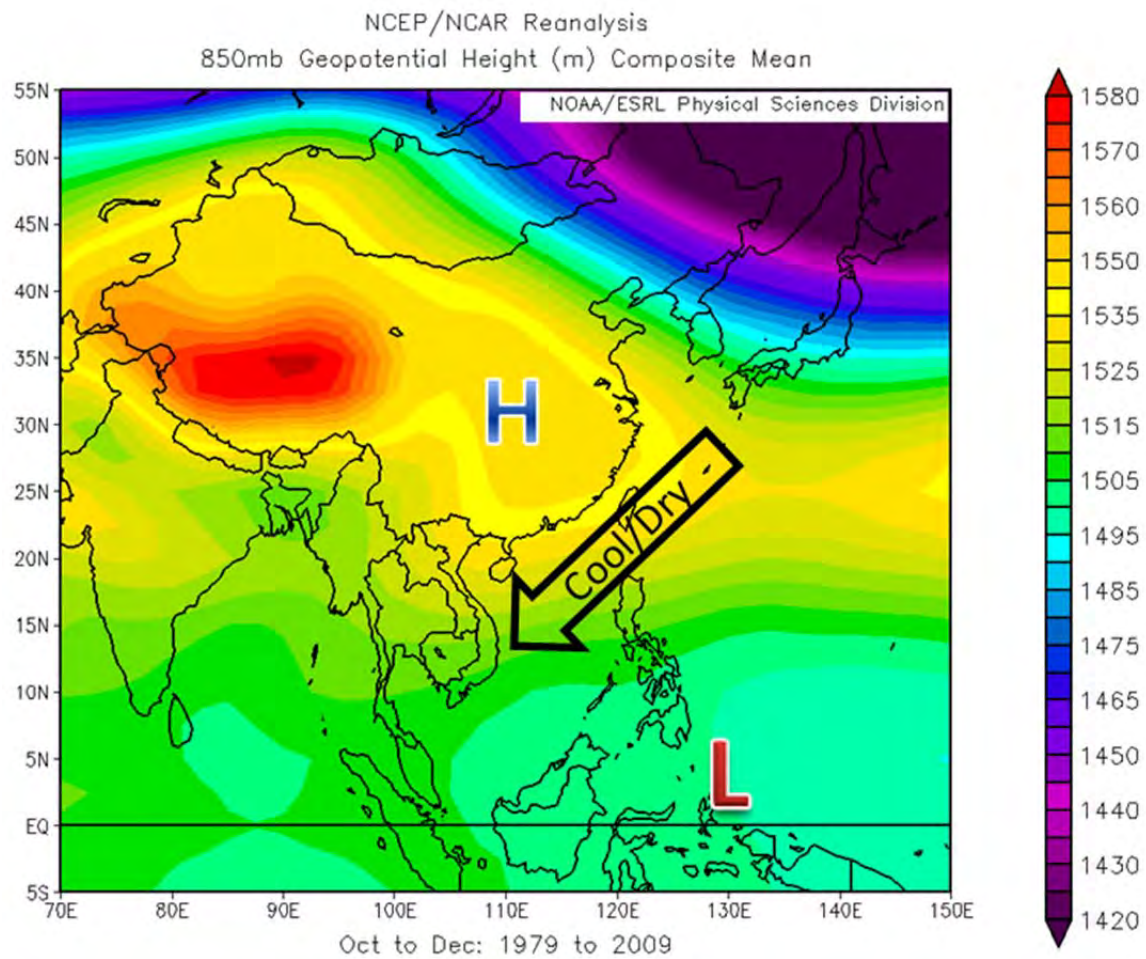 NCEP/NCAR Reanalysis
850mb Geopotential Height (m) Composite Mean
NOAA/ESRL Physical Sciences Division
55N
50N
45N
40N
35N
30N
25N
20N
15N
10N
5N
EQ
5S
70E
80E
90E
100E
110E
120E
130E
140E
150E
H
Cool/Dry
L
1580
1570
1560
1550
1535
1525
1515
1505
1495
1485
1475
1465
1450
1440
1430
1420
Oct to Dec: 1979 to 2009